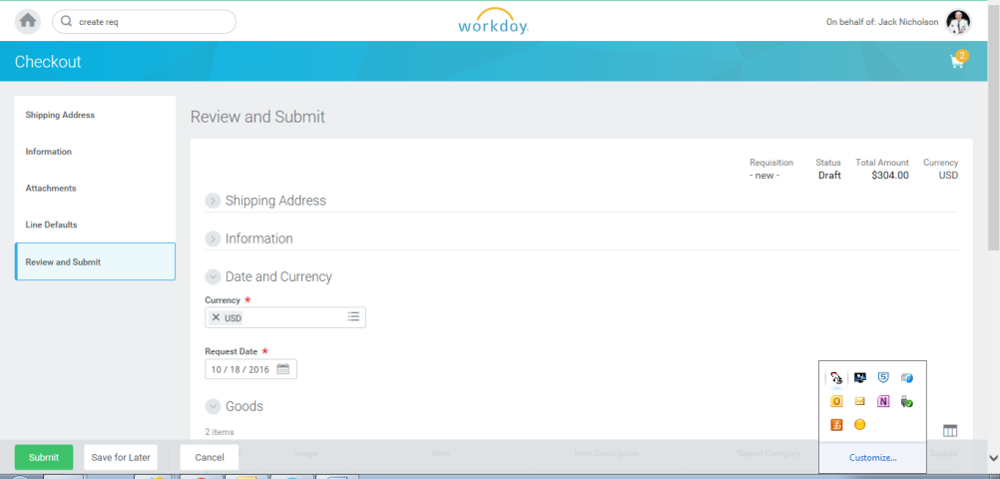 create req
workday.
On behalf of: Jack Nicholson
Checkout
2
Shipping Address
Information
Attachments
Line Defaults
Review and Submit
Review and Submit
Requisition Status Total Amount Currency
- new - Draft $304.00 USD
Shipping Address
Information
Date and Currency
Currency *
× USD
Request Date *
10 / 18 / 2016
Goods
2 items
Image Item Item Description *Spend Category Supplie
Submit Save for Later Cancel
Customize...